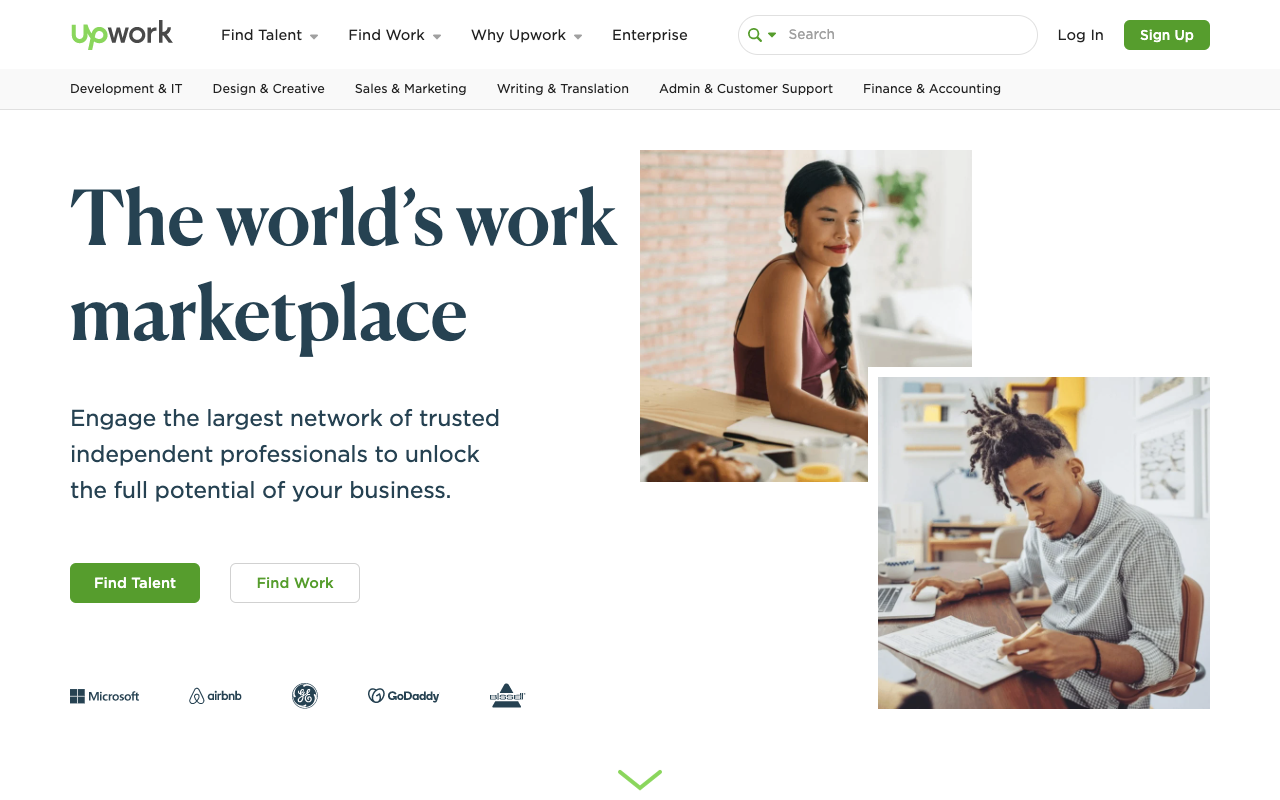 upwork
Find Talent
Find Work
Why Upwork
Enterprise
Search
Log In
Sign Up
Development & IT
Design & Creative
Sales & Marketing
Writing & Translation
Admin & Customer Support
Finance & Accounting
The world’s work
marketplace
Engage the largest network of trusted
independent professionals to unlock
the full potential of your business.
Find Talent
Find Work
Microsoft
airbnb
GE
GoDaddy
BISSELL